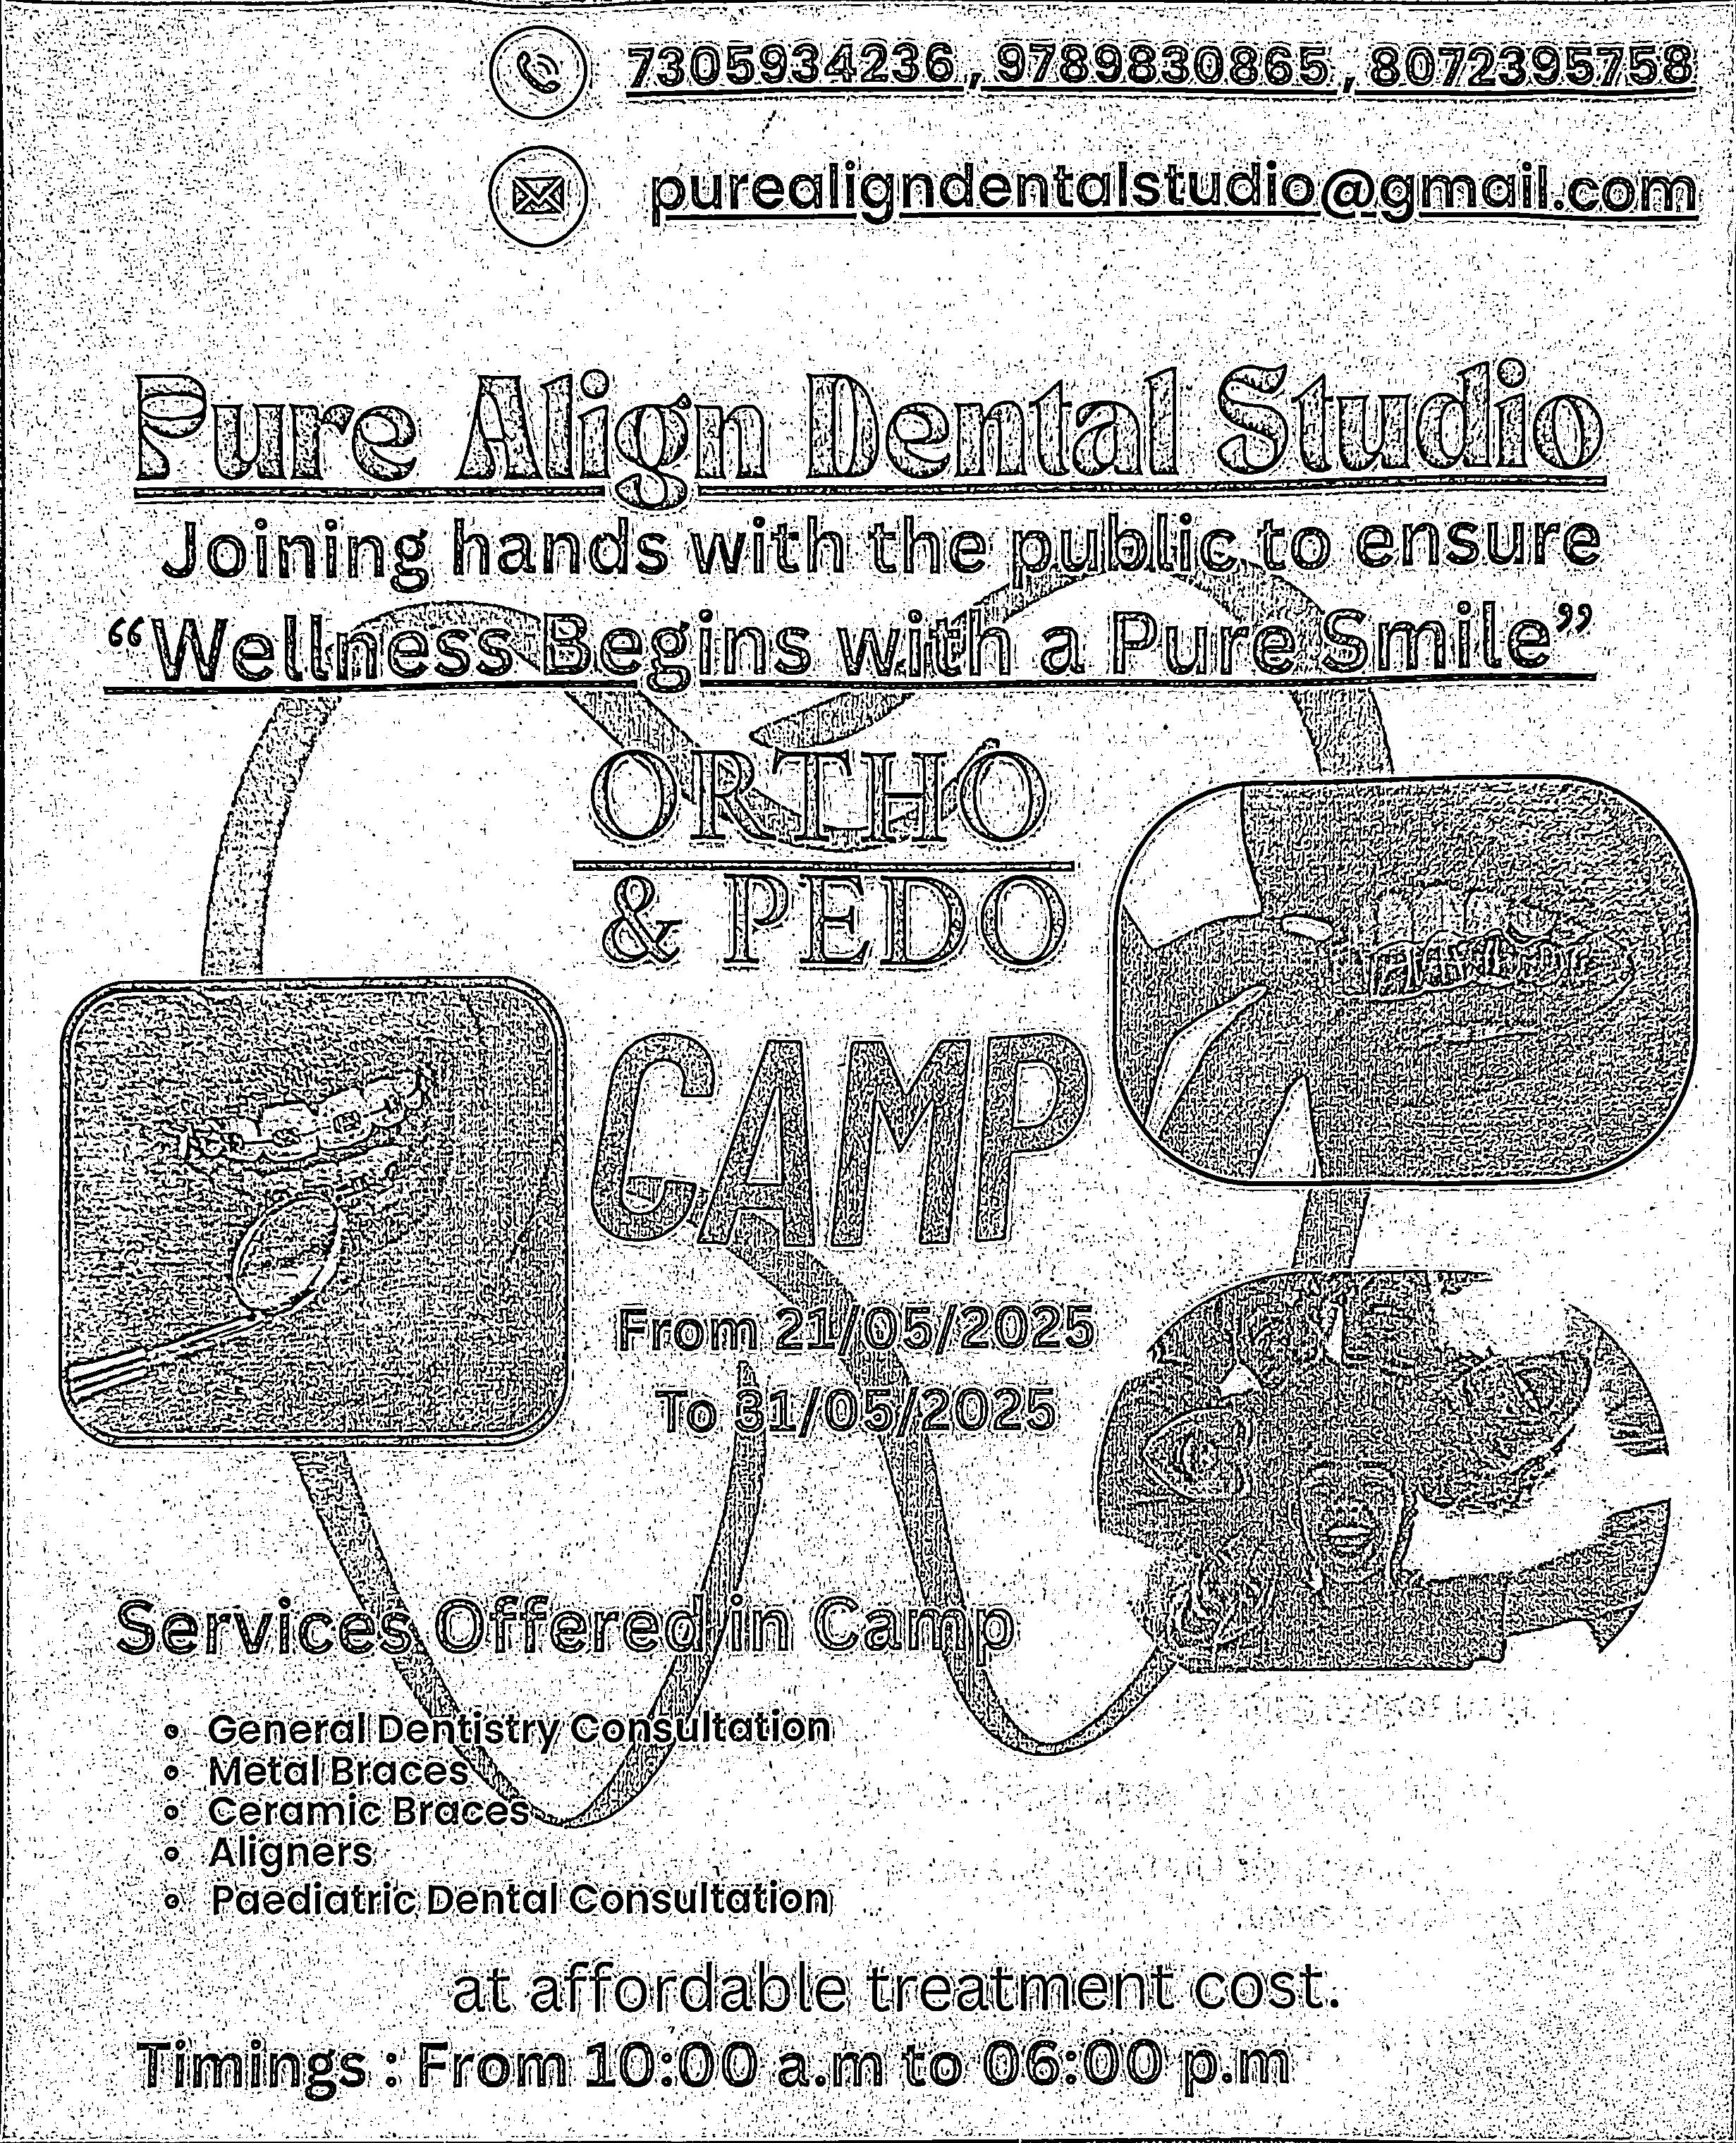 7305934236 , 9789830865 , 8072395758
purealigndentalstudio@gmail.com
Pure Align Dental Studio
Joining hands with the public to ensure
“Wellness Begins with a Pure Smile”
ORTHO
& PEDO
CAMP
From 21/05/2025
To 31/05/2025
Services Offered in Camp
General Dentistry Consultation
Metal Braces
Ceramic Braces
Aligners
Paediatric Dental Consultation
at affordable treatment cost.
Timings : From 10:00 a.m to 06:00 p.m